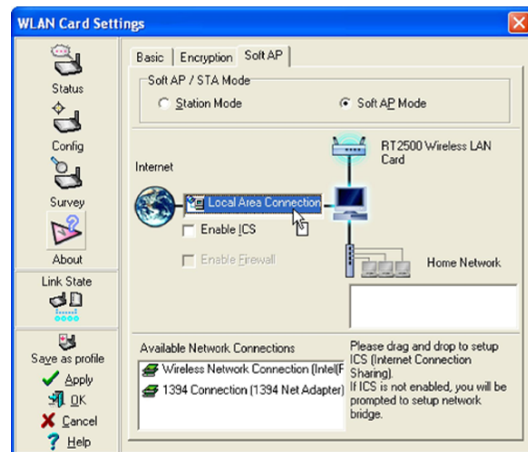 WLAN Card Settings
Status
Config
Survey
About
Link State
Save as profile
Apply
OK
Cancel
Help
Basic
Encryption
Soft AP
Soft AP / STA Mode
Station Mode
Soft AP Mode
RT2500 Wireless LAN
Card
Internet
Local Area Connection
Enable ICS
Enable Firewall
Home Network
Available Network Connections
Wireless Network Connection (Intel(F
1394 Connection (1394 Net Adapter)
Please drag and drop to setup
ICS (Internet Connection
Sharing).
If ICS is not enabled, you will be
prompted to setup network
bridge.